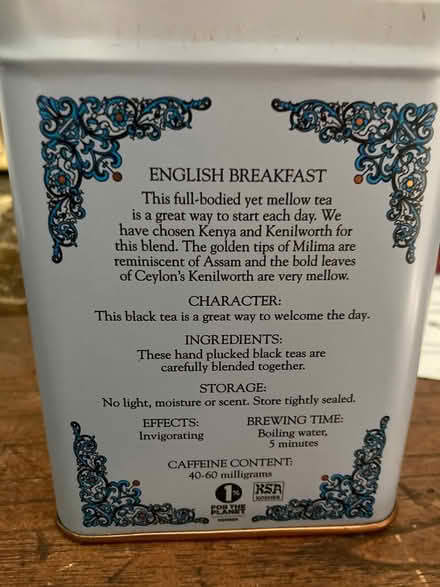 ENGLISH BREAKFAST
This full-bodied yet mellow tea
is a great way to start each day. We
have chosen Kenya and Kenilworth for
this blend. The golden tips of Milima are
reminiscent of Assam and the bold leaves
of Ceylon's Kenilworth are very mellow.
CHARACTER:
This black tea is a great way to welcome the day.
INGREDIENTS:
These hand plucked black teas are
carefully blended together.
STORAGE:
No light, moisture or scent. Store tightly sealed.
EFFECTS:
Invigorating
BREWING TIME:
Boiling water,
5 minutes
CAFFEINE CONTENT:
40-60 milligrams
1%
FOR THE
PLANET
MEMBER
KSA
KOSHER